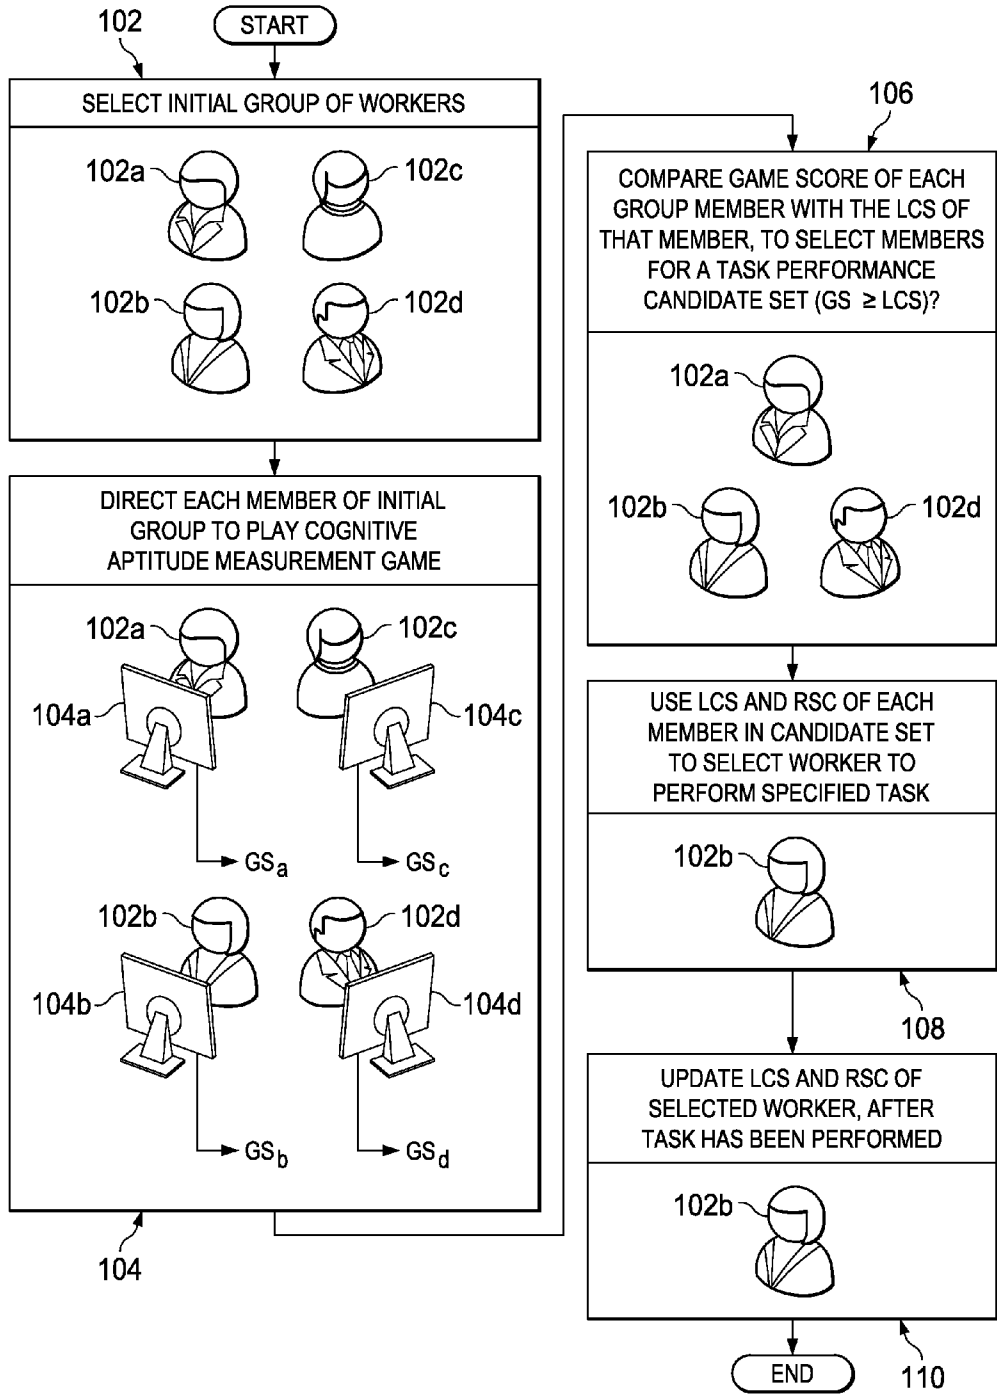 START
102
SELECT INITIAL GROUP OF WORKERS
102a
102c
102b
102d
DIRECT EACH MEMBER OF INITIAL
GROUP TO PLAY COGNITIVE
APTITUDE MEASUREMENT GAME
102a
102c
104a
104c
GSa
GSc
102b
102d
104b
104d
GSb
GSd
104
106
COMPARE GAME SCORE OF EACH
GROUP MEMBER WITH THE LCS OF
THAT MEMBER, TO SELECT MEMBERS
FOR A TASK PERFORMANCE
CANDIDATE SET (GS ≥ LCS)?
102a
102b
102d
USE LCS AND RSC OF EACH
MEMBER IN CANDIDATE SET
TO SELECT WORKER TO
PERFORM SPECIFIED TASK
102b
108
UPDATE LCS AND RSC OF
SELECTED WORKER, AFTER
TASK HAS BEEN PERFORMED
102b
110
END